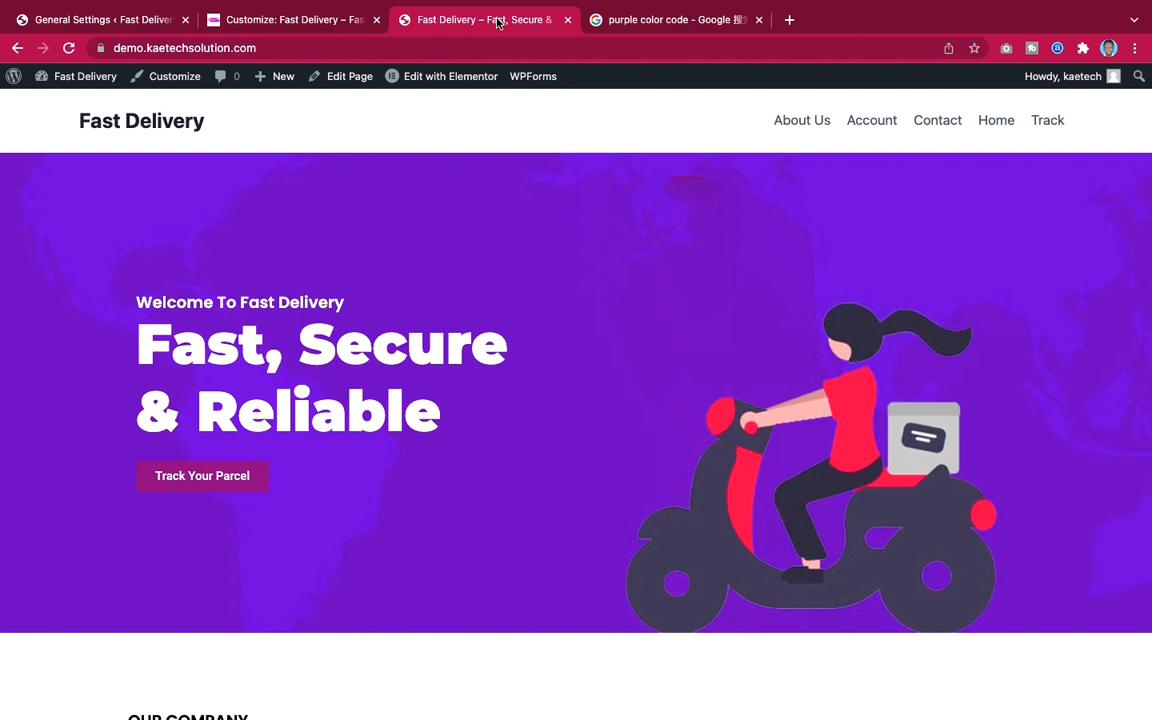 General Settings ‹ Fast Deliver
Customize: Fast Delivery – Fas
Fast Delivery – Fast, Secure &
purple color code - Google 搜
demo.kaetechsolution.com
Fast Delivery
Customize
0
New
Edit Page
Edit with Elementor
WPForms
Howdy, kaetech
Fast Delivery
About Us
Account
Contact
Home
Track
Welcome To Fast Delivery
Fast, Secure
& Reliable
Track Your Parcel
OUR COMPANY